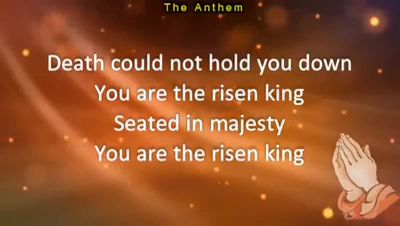 The Anthem
Death could not hold you down
You are the risen king
Seated in majesty
You are the risen king